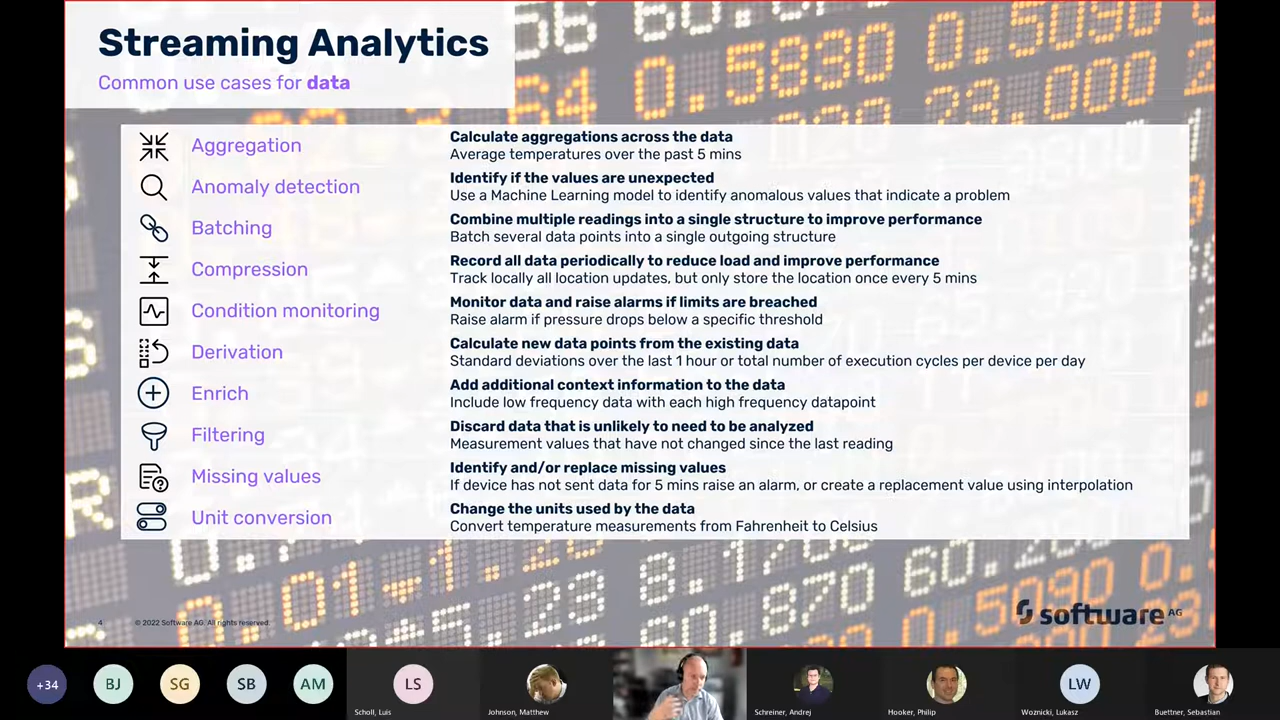 Streaming Analytics
Common use cases for data
Aggregation
Calculate aggregations across the data
Average temperatures over the past 5 mins
Anomaly detection
Identify if the values are unexpected
Use a Machine Learning model to identify anomalous values that indicate a problem
Batching
Combine multiple readings into a single structure to improve performance
Batch several data points into a single outgoing structure
Compression
Record all data periodically to reduce load and improve performance
Track locally all location updates, but only store the location once every 5 mins
Condition monitoring
Monitor data and raise alarms if limits are breached
Raise alarm if pressure drops below a specific threshold
Derivation
Calculate new data points from the existing data
Standard deviations over the last 1 hour or total number of execution cycles per device per day
Enrich
Add additional context information to the data
Include low frequency data with each high frequency datapoint
Filtering
Discard data that is unlikely to need to be analyzed
Measurement values that have not changed since the last reading
Missing values
Identify and/or replace missing values
If device has not sent data for 5 mins raise an alarm, or create a replacement value using interpolation
Unit conversion
Change the units used by the data
Convert temperature measurements from Fahrenheit to Celsius
4 © 2022 Software AG. All rights reserved.
software AG
+34 BJ SG SB AM LS LW
Scholl, Luis Johnson, Matthew Schreiner, Andrej Hooker, Philip Woznicki, Lukasz Buettner, Sebastian